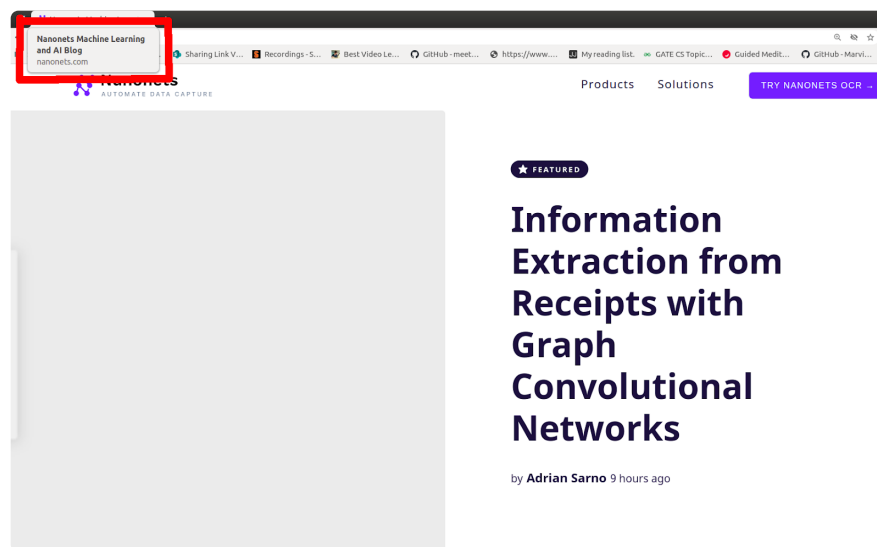 Nanonets Machine Learning
and AI Blog
nanonets.com
Sharing Link V... Recordings - S... Best Video Le... GitHub - meet... https://www.... My reading list. GATE CS Topic... Guided Medit... GitHub - Marvi...
Nanonets
AUTOMATE DATA CAPTURE
Products Solutions TRY NANONETS OCR →
FEATURED
Information
Extraction from
Receipts with
Graph
Convolutional
Networks
by Adrian Sarno 9 hours ago